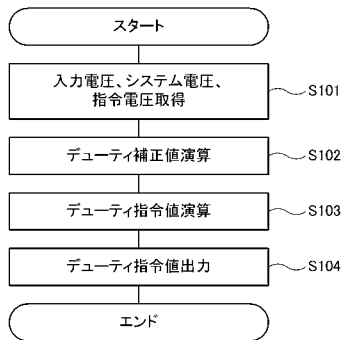 スタート
入力電圧、システム電圧、
指令電圧取得
S101
デューティ補正値演算
S102
デューティ指令値演算
S103
デューティ指令値出力
S104
エンド